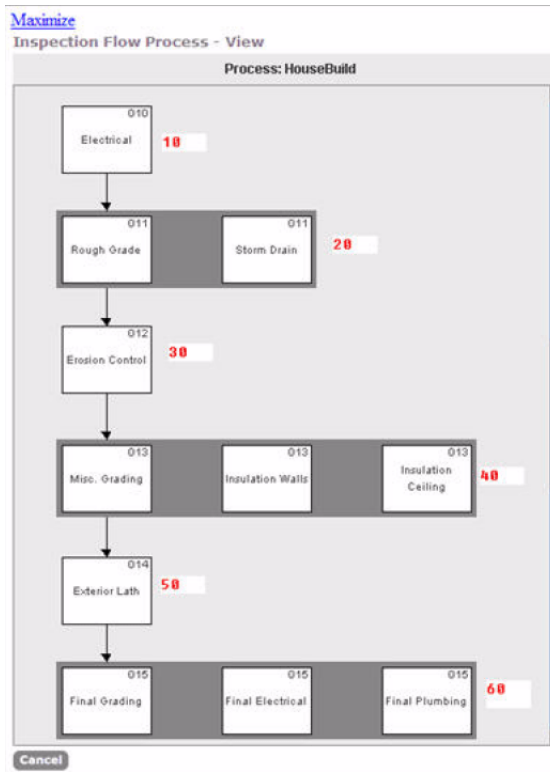 Maximize
Inspection Flow Process - View
Process: HouseBuild
010
Electrical
10
011
Rough Grade
011
Storm Drain
20
012
Erosion Control
30
013
Misc. Grading
013
Insulation Walls
013
Insulation
Ceiling
40
014
Exterior Lath
50
015
Final Grading
015
Final Electrical
015
Final Plumbing
60
Cancel